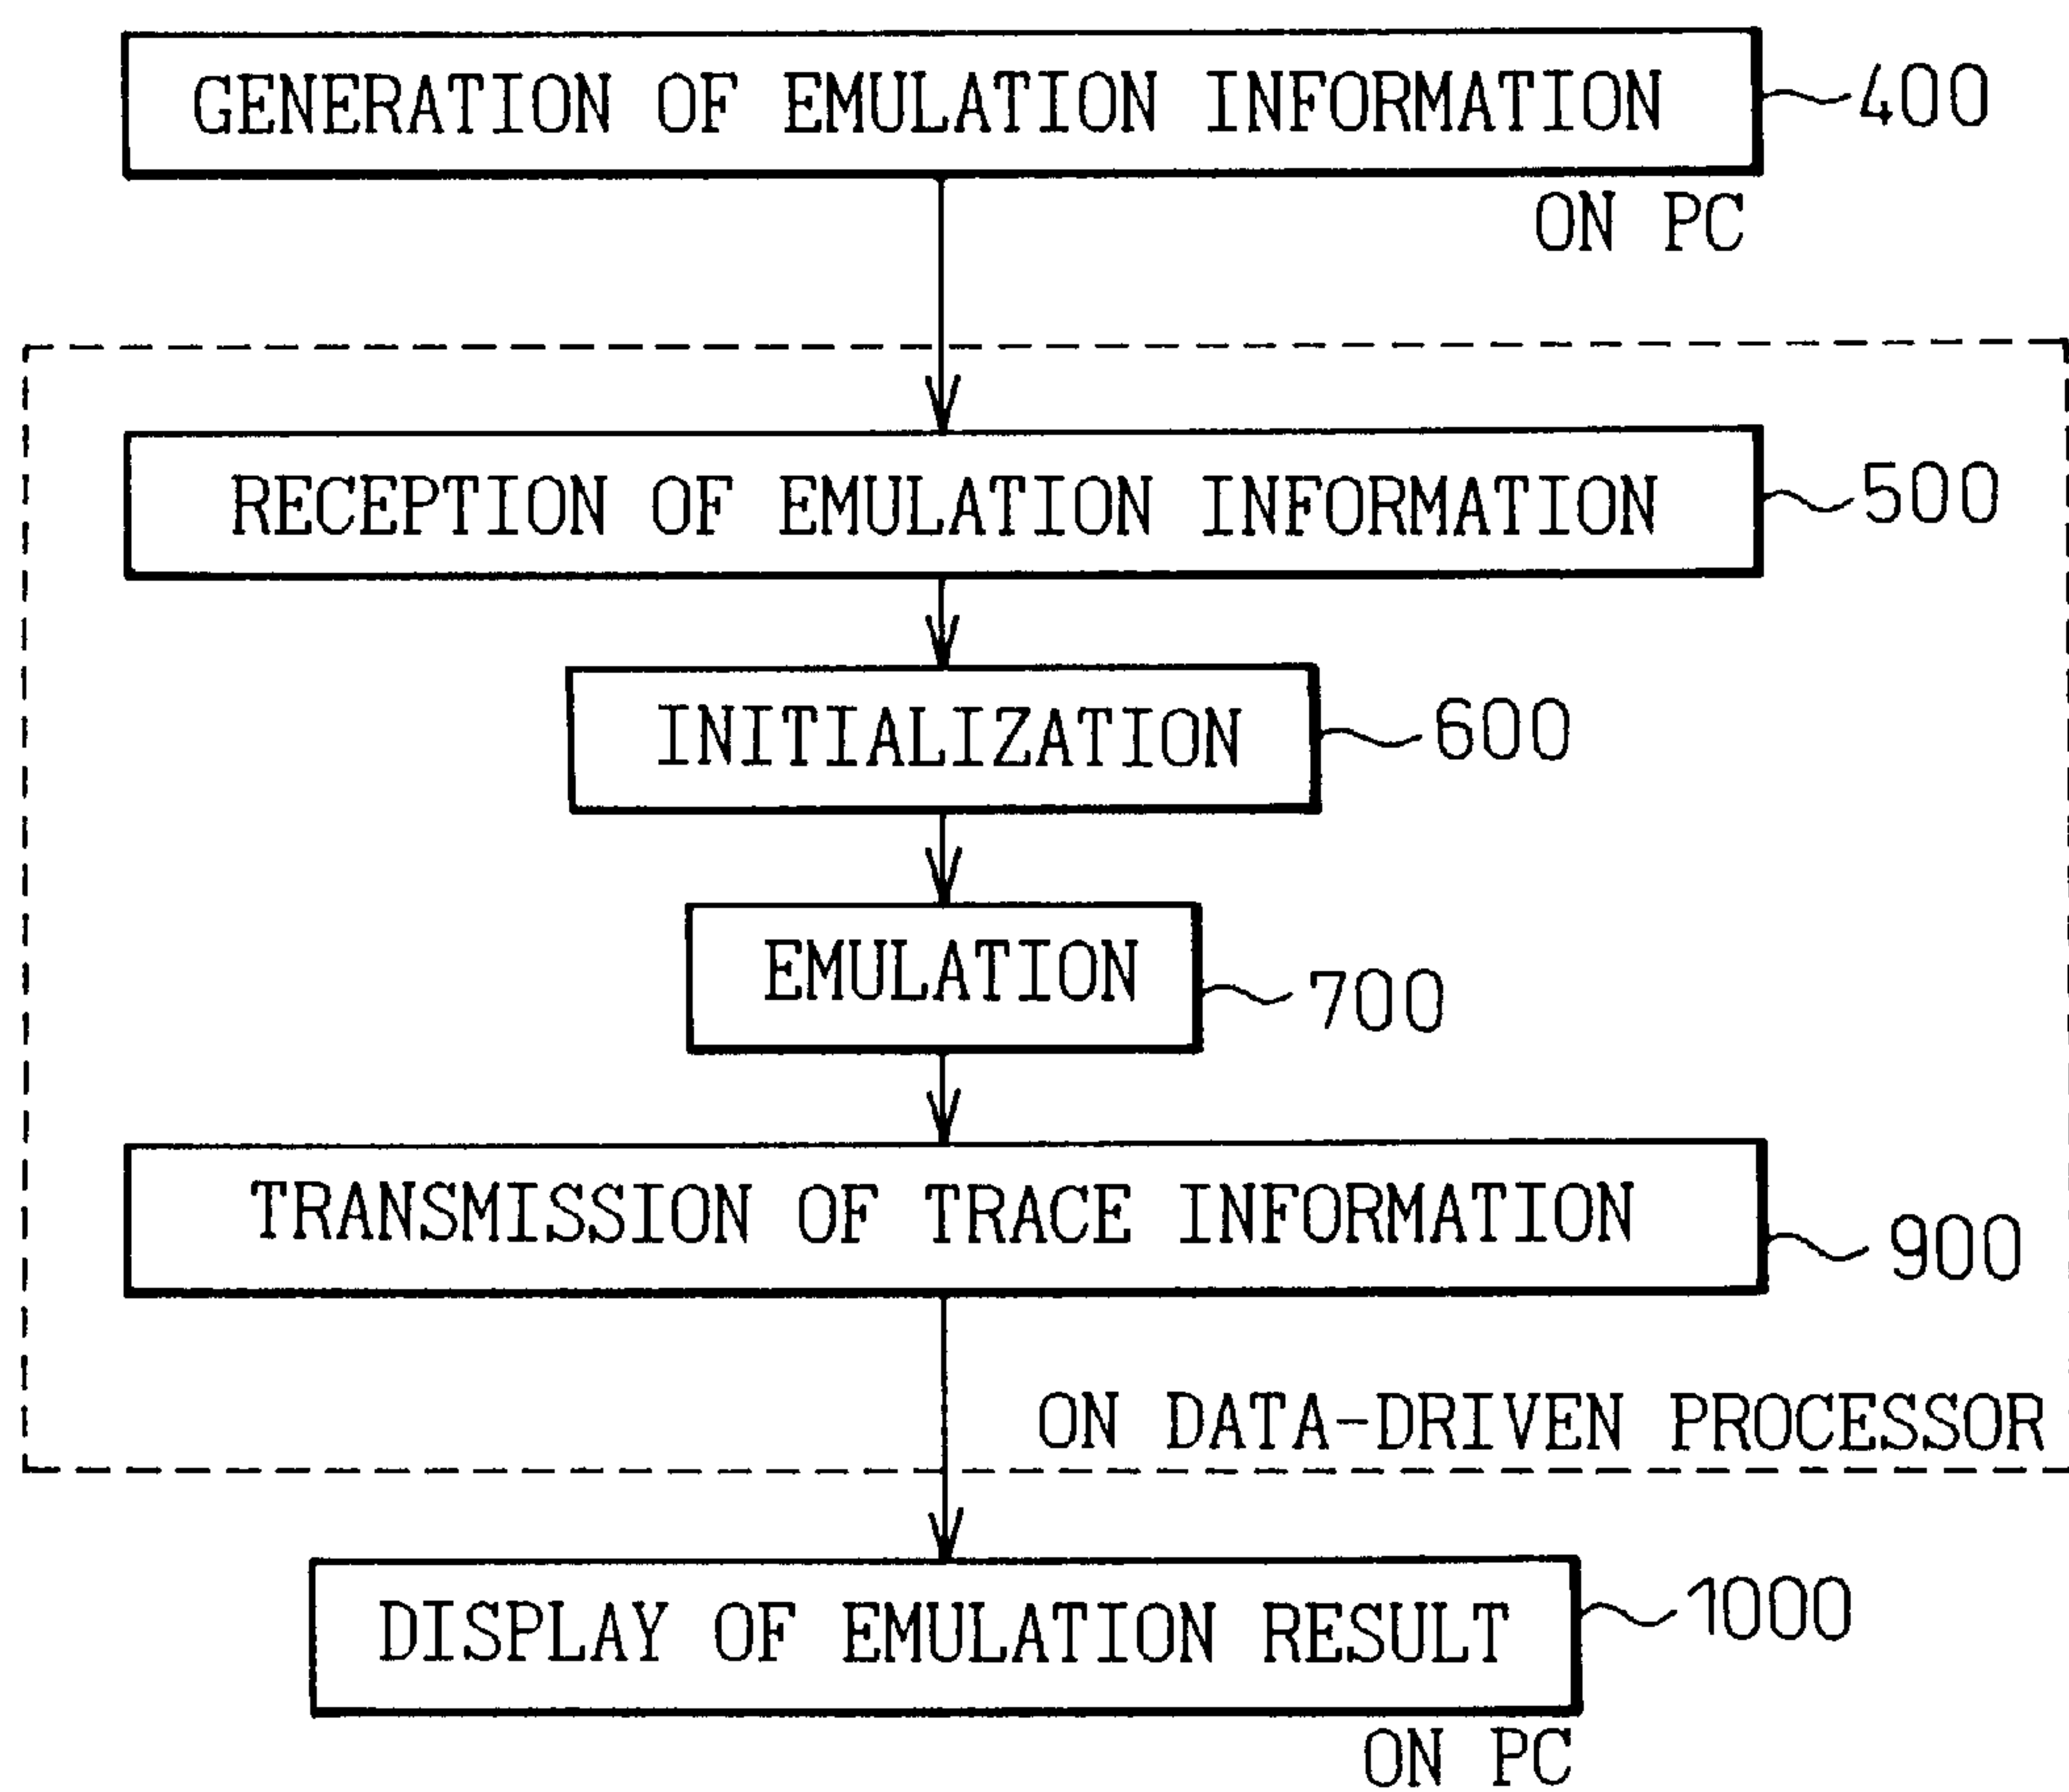 GENERATION OF EMULATION INFORMATION 400
ON PC
RECEPTION OF EMULATION INFORMATION 500
INITIALIZATION 600
EMULATION 700
TRANSMISSION OF TRACE INFORMATION 900
ON DATA-DRIVEN PROCESSOR
DISPLAY OF EMULATION RESULT 1000
ON PC